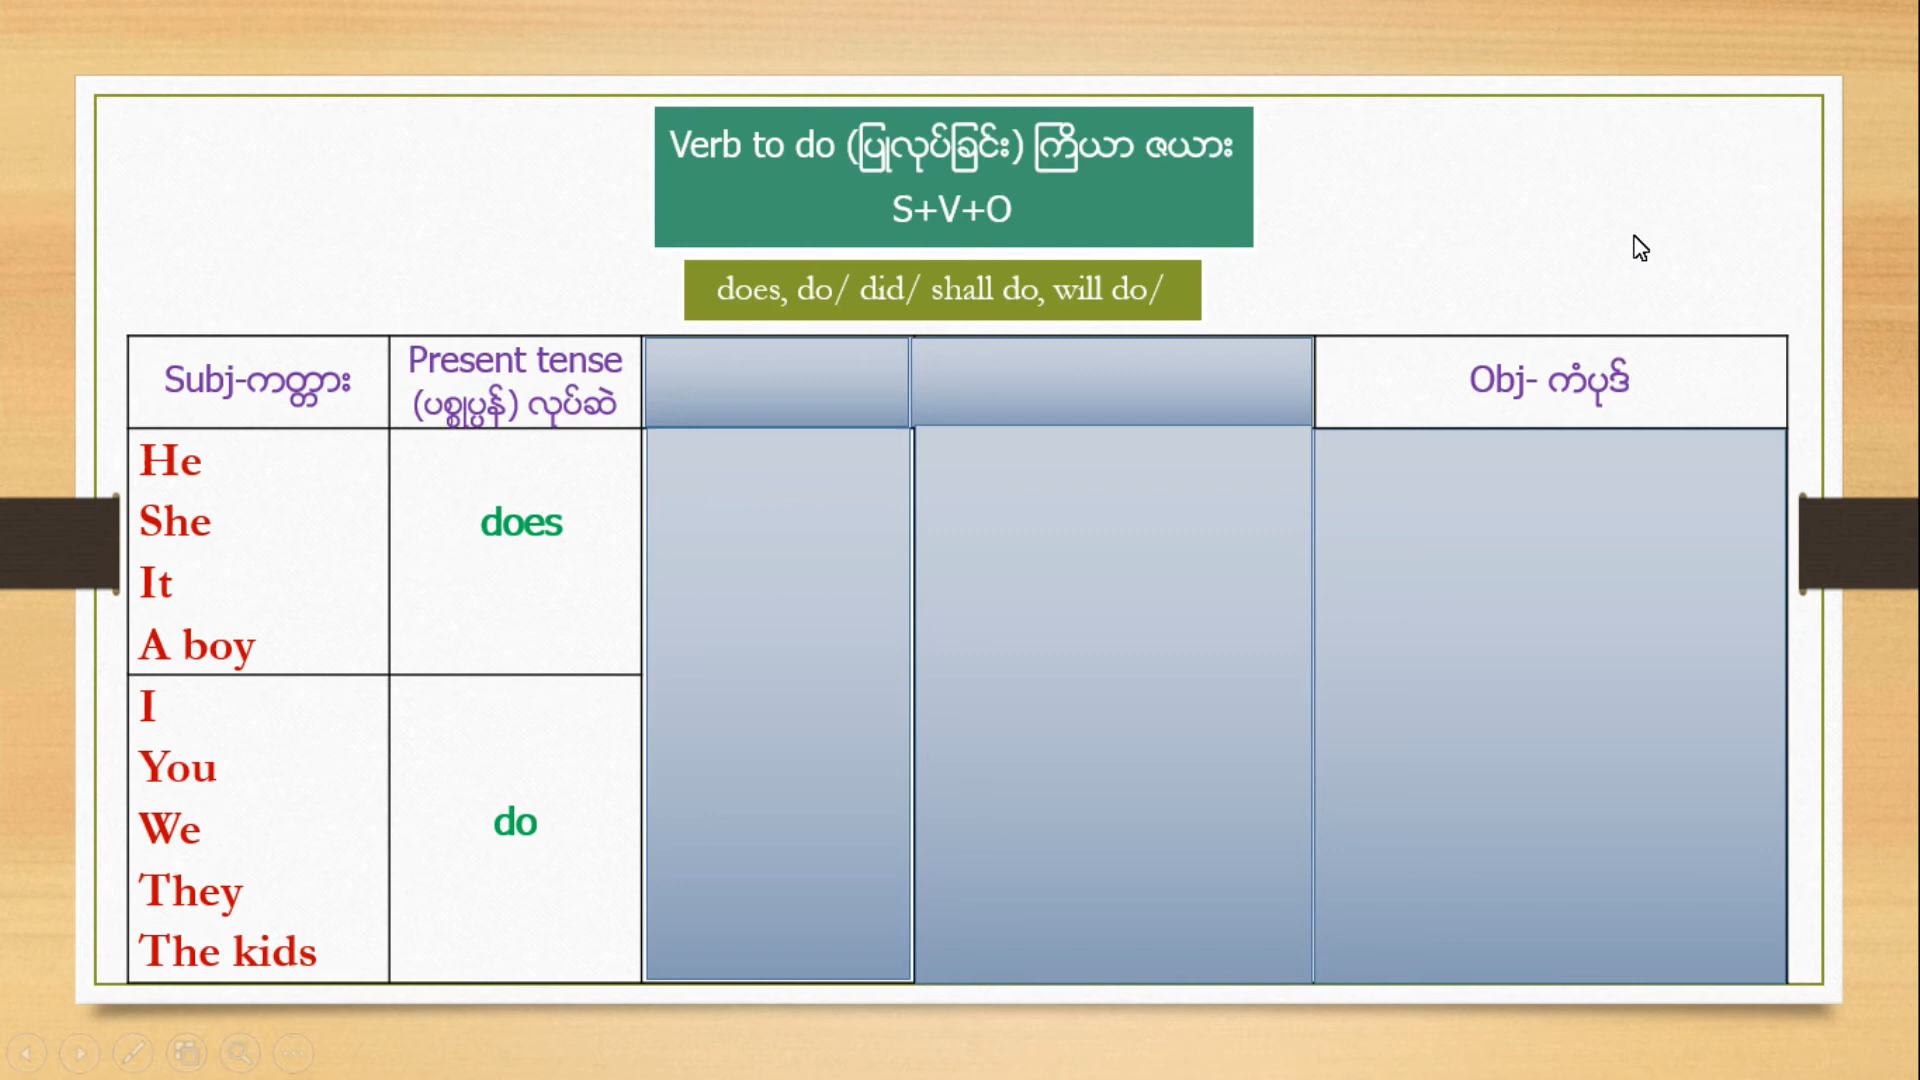 Verb to do (ပြုလုပ်ခြင်း) ကြိယာ ဇယား
S+V+O
does, do/ did/ shall do, will do/
Subj-ကတ္တား
Present tense
(ပစ္စုပ္ပန်) လုပ်ဆဲ
Obj- ကံပုဒ်
He
She
It
A boy
does
I
You
We
They
The kids
do